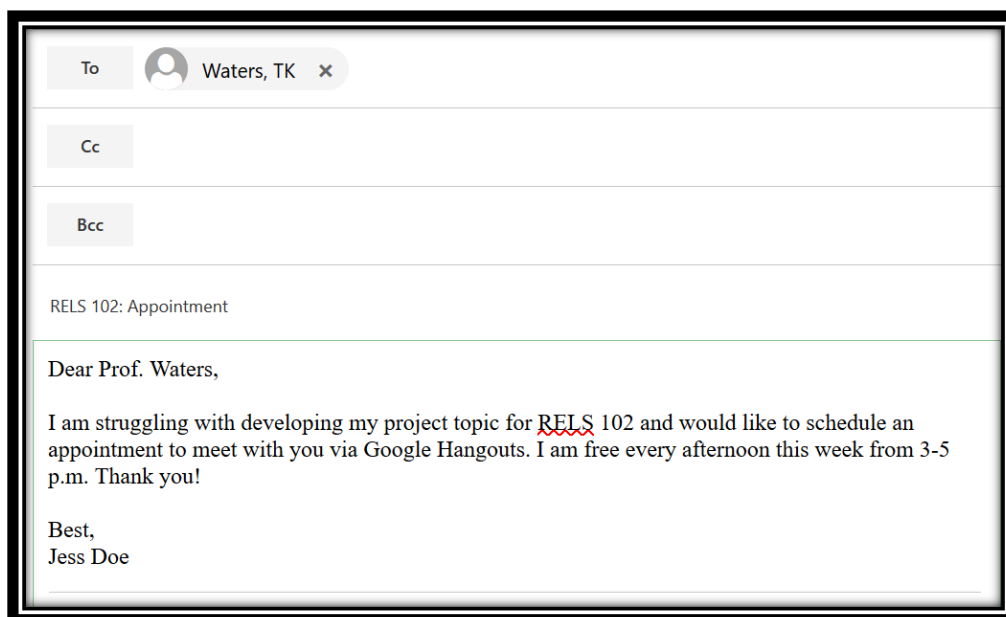 To
Waters, TK
Cc
Bcc
RELS 102: Appointment
Dear Prof. Waters,
I am struggling with developing my project topic for RELS 102 and would like to schedule an
appointment to meet with you via Google Hangouts. I am free every afternoon this week from 3-5
p.m. Thank you!
Best,
Jess Doe